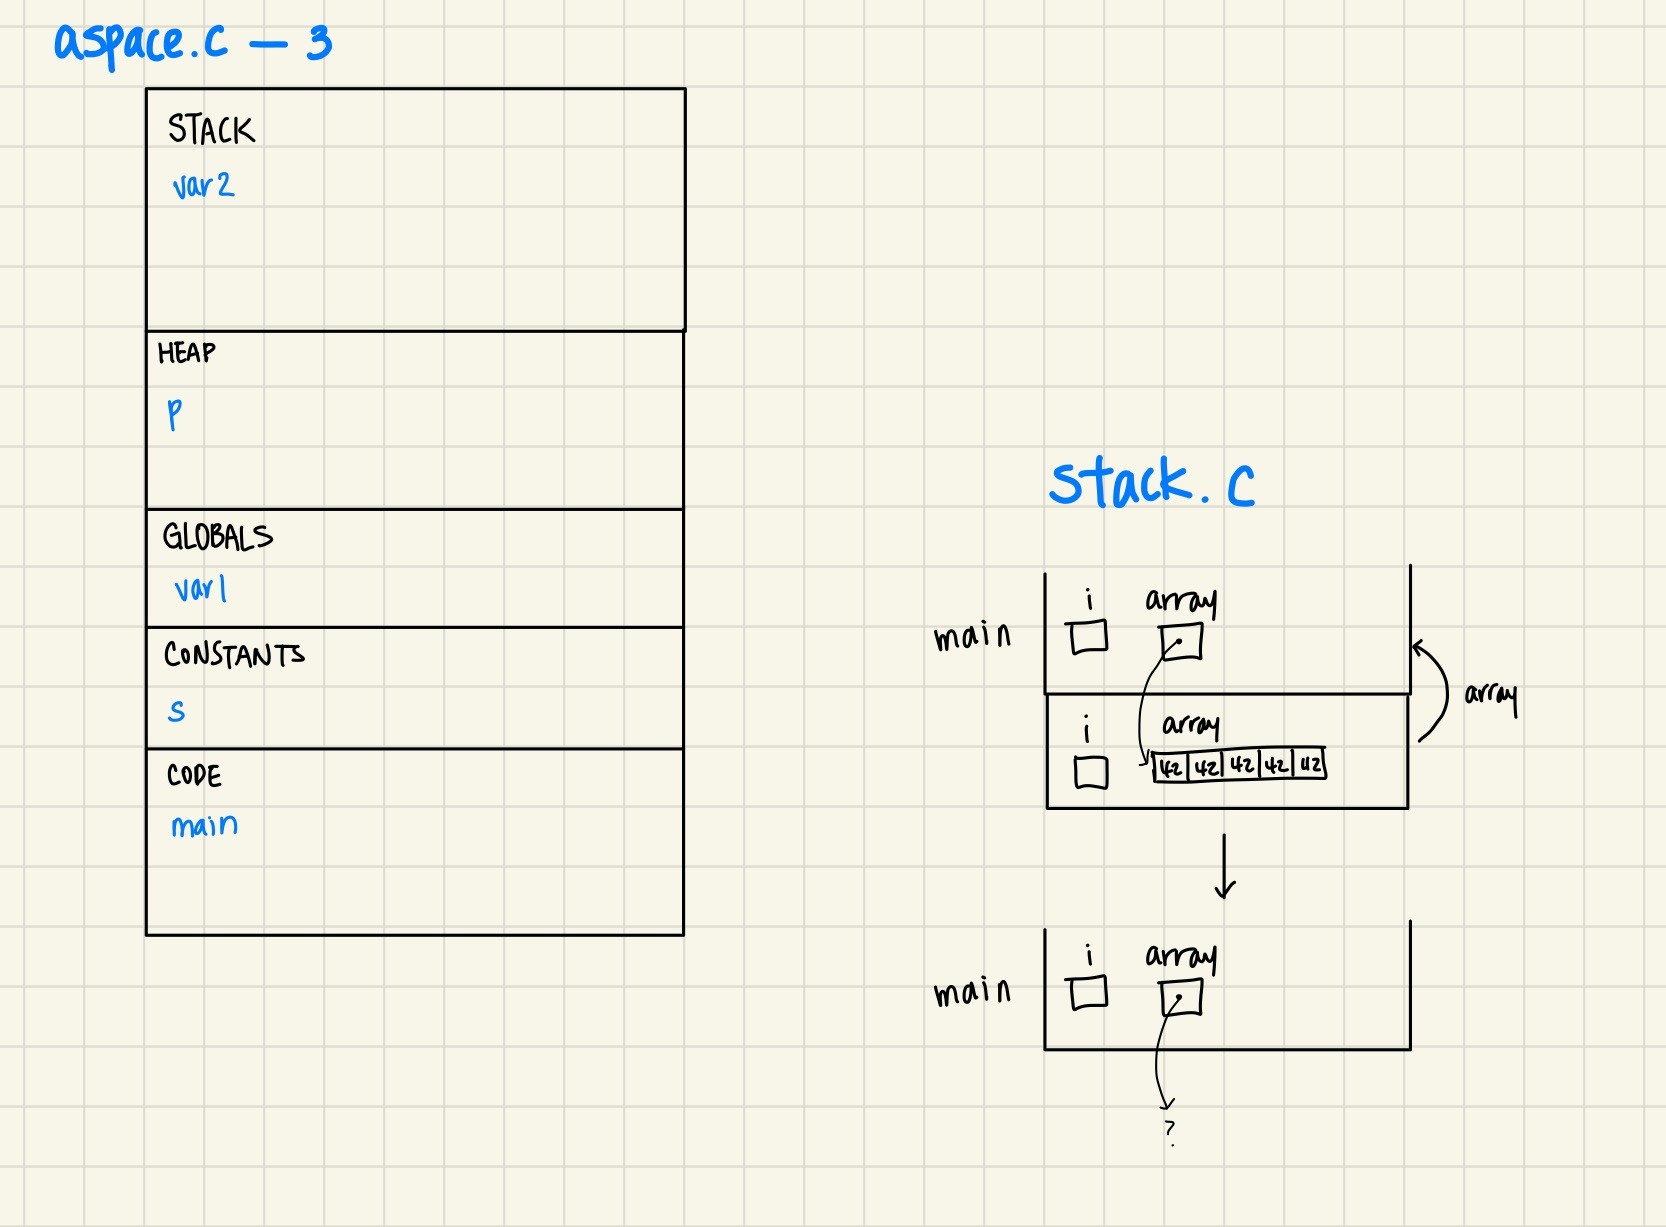 aspace.c — 3
STACK
var2
HEAP
p
GLOBALS
var1
CONSTANTS
s
CODE
main
stack.c
i array
main
array
i array
42 42 42 42 42
i array
main
?